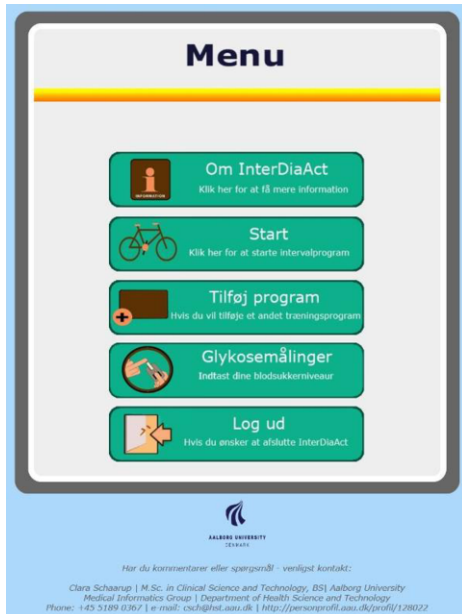 Menu
Om InterDiaAct
Klik her for at få mere information
INFORMATION
Start
Klik her for at starte intervalprogram
Tilføj program
Hvis du vil tilføje et andet træningsprogram
Glykosemålinger
Indtast dine blodsukkerniveaur
Log ud
Hvis du ønsker at afslutte InterDiaAct
AALBORG UNIVERSITY
DENMARK
Har du kommentarer eller spørgsmål - venligst kontakt:
Clara Schaarup | M.Sc. in Clinical Science and Technology, BS| Aalborg University
Medical Informatics Group | Department of Health Science and Technology
Phone: +45 5189 0367 | e-mail: csch@hst.aau.dk | http://personprofil.aau.dk/profil/128022